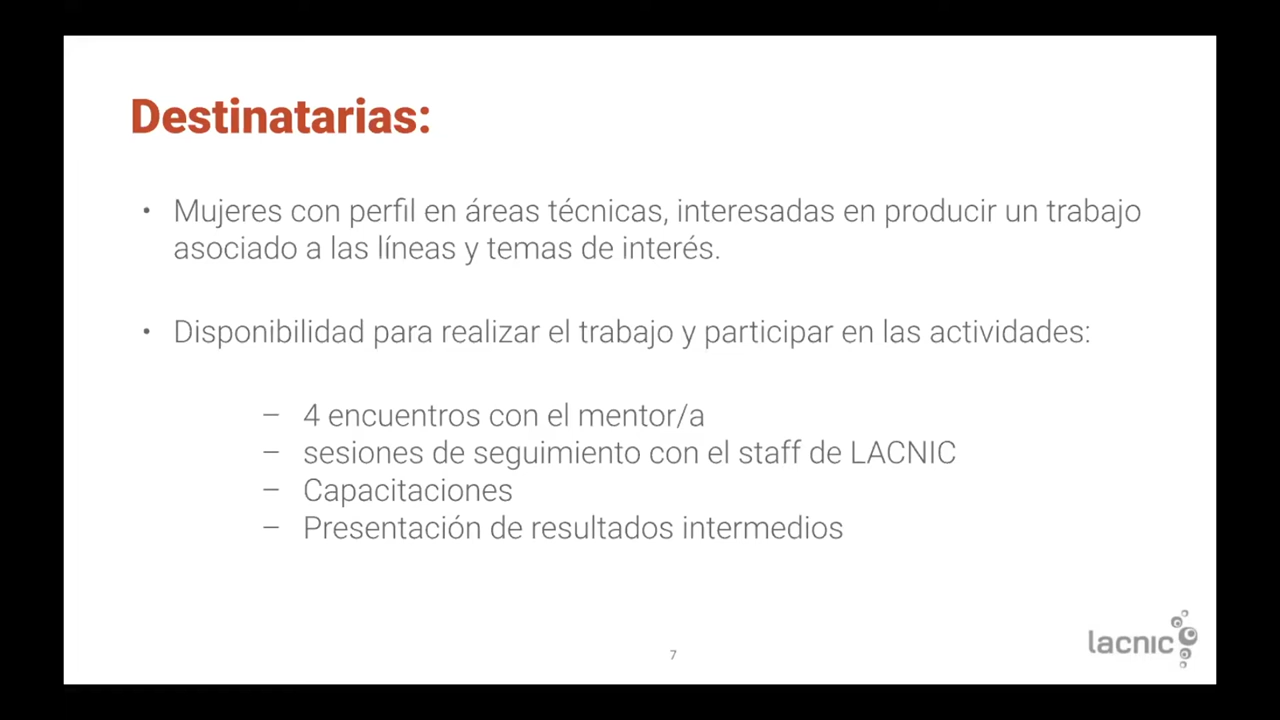 Destinatarias:
• Mujeres con perfil en áreas técnicas, interesadas en producir un trabajo
asociado a las líneas y temas de interés.
• Disponibilidad para realizar el trabajo y participar en las actividades:
– 4 encuentros con el mentor/a
– sesiones de seguimiento con el staff de LACNIC
– Capacitaciones
– Presentación de resultados intermedios
lacnic
7